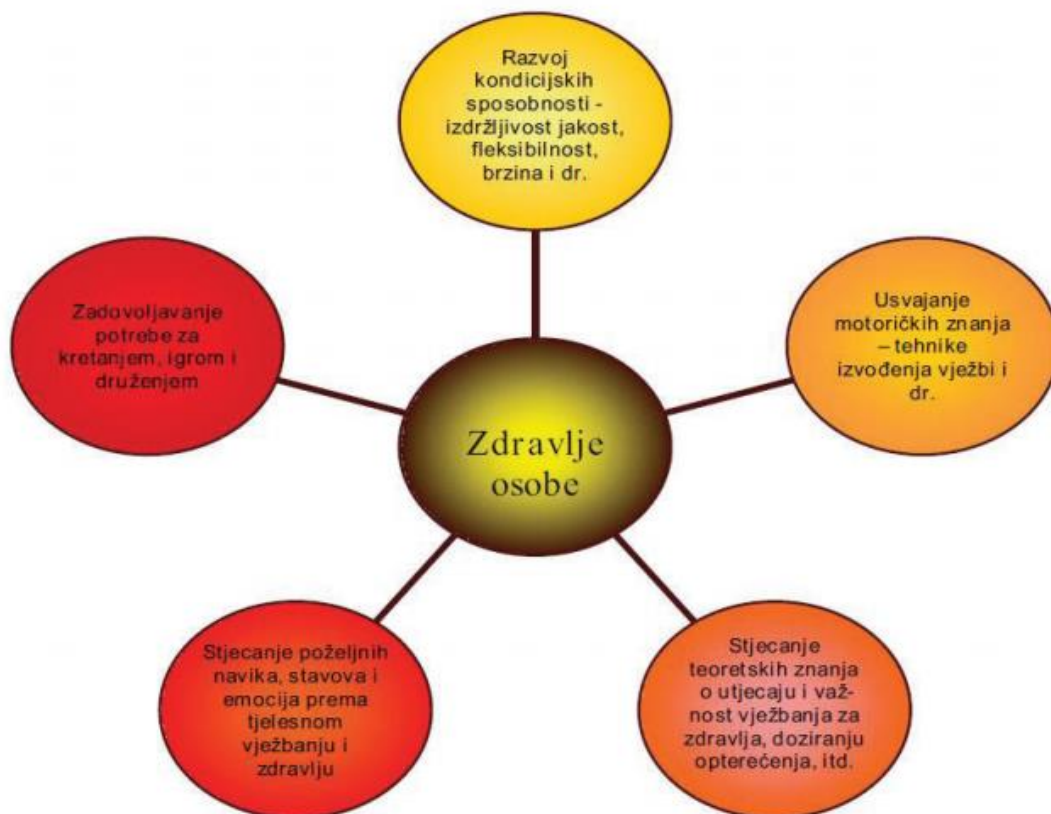 Razvoj
kondicijskih
sposobnosti -
izdržljivost jakost,
fleksibilnost,
brzina i dr.
Zadovoljavanje
potrebe za
kretanjem, igrom i
druženjem
Usvajanje
motoričkih znanja
– tehnike
izvođenja vježbi i
dr.
Zdravlje
osobe
Stjecanje poželjnih
navika, stavova i
emocija prema
tjelesnom
vježbanju i
zdravlju
Stjecanje
teoretskih znanja
o utjecaju i važ-
nost vježbanja za
zdravlja, doziranju
opterećenja, itd.